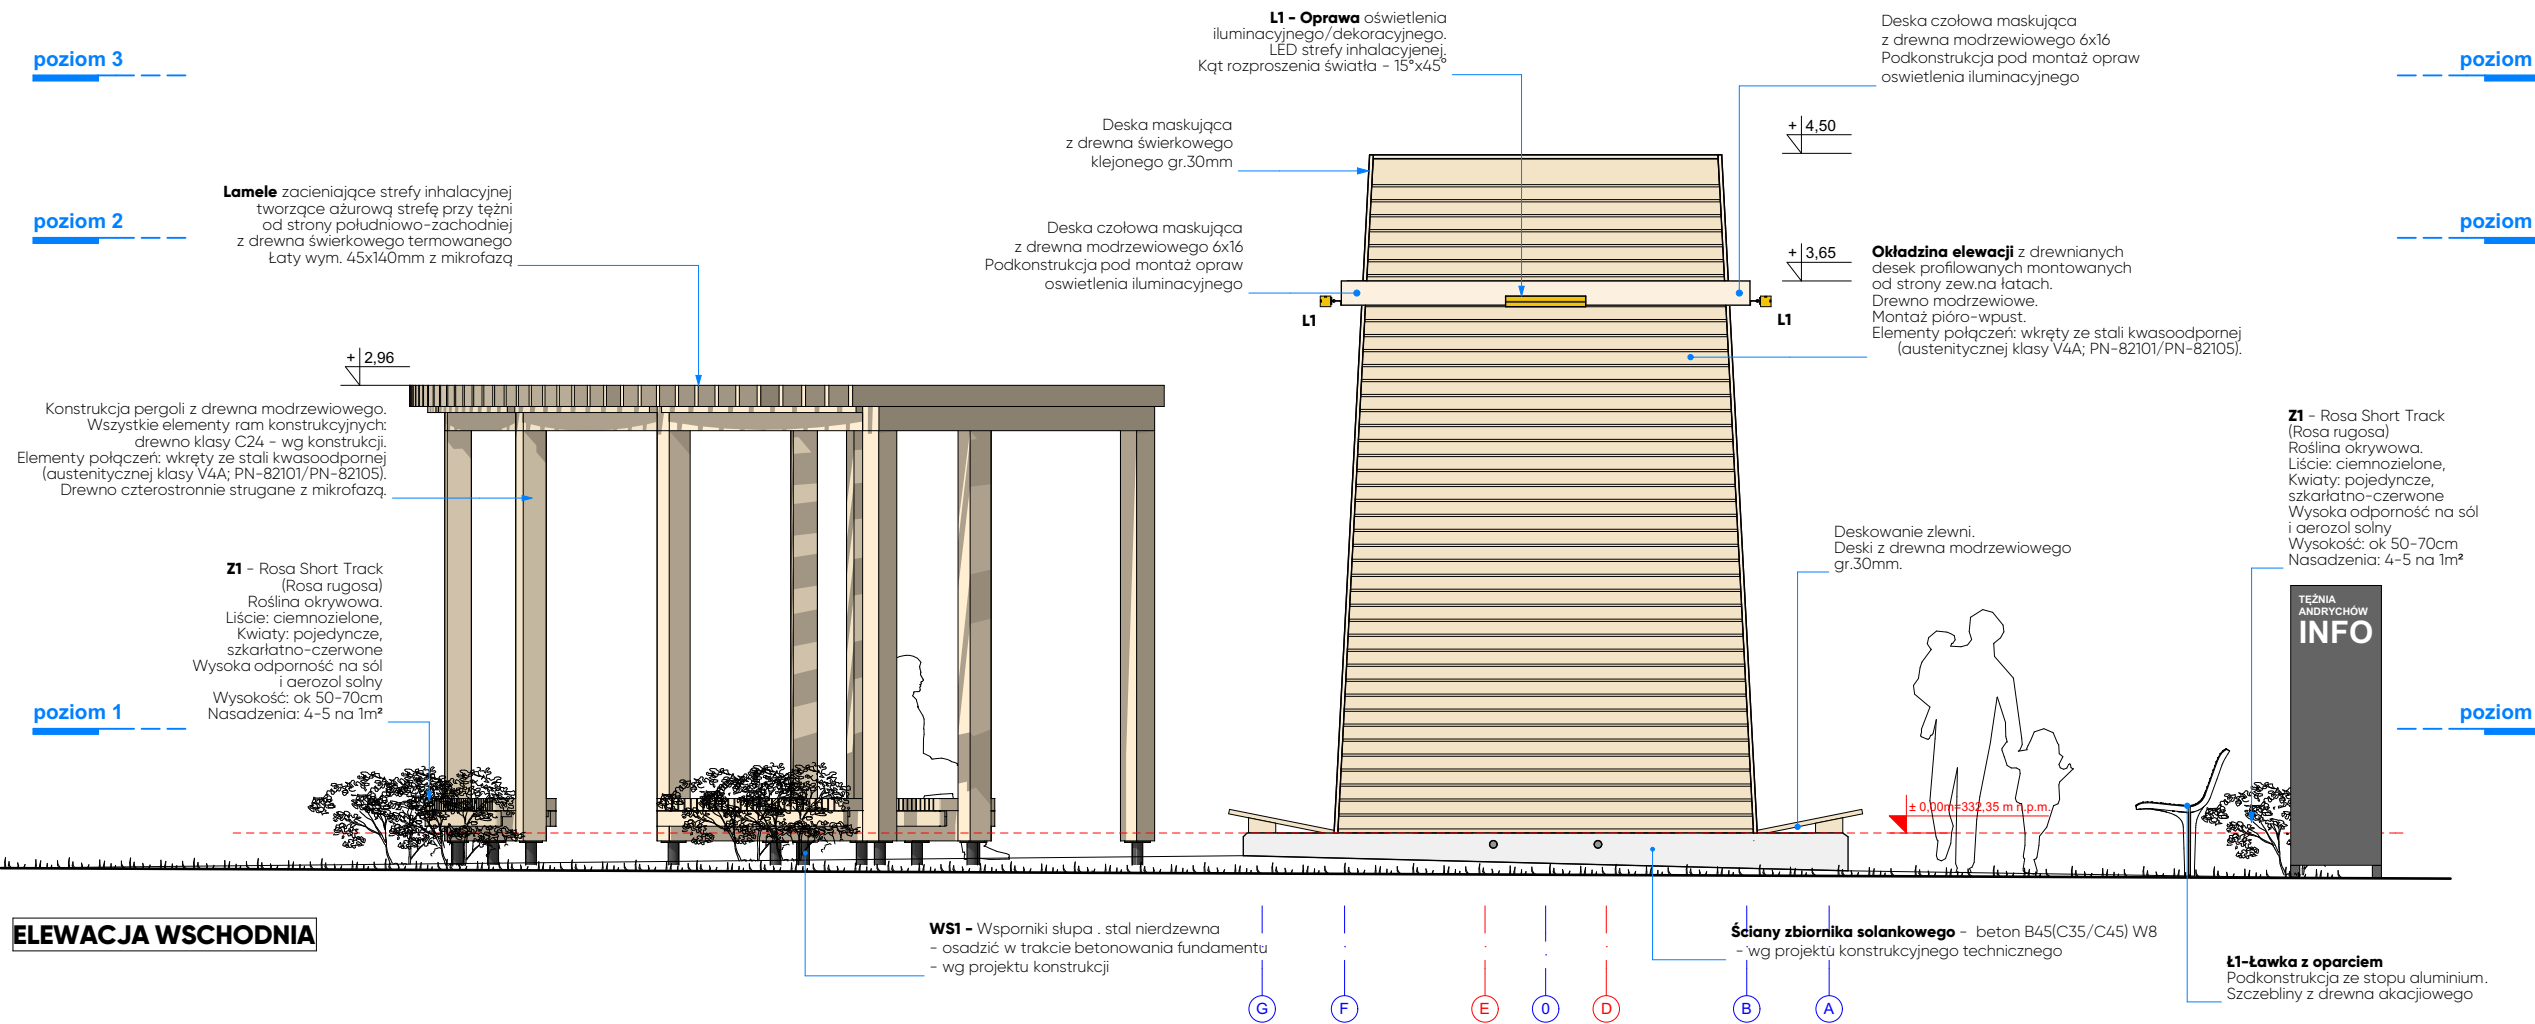 poziom 3
L1 - Oprawa oświetlenia
iluminacyjnego/dekoracyjnego.
LED strefy inhalacyjenej.
Kąt rozproszenia światła - 15°x45°
Deska czołowa maskująca
z drewna modrzewiowego 6x16
Podkonstrukcja pod montaż opraw
oswietlenia iluminacyjnego
poziom
Deska maskująca
z drewna świerkowego
klejonego gr.30mm
+ 4,50
poziom 2
Lamele zacieniające strefy inhalacyjnej
tworzące ażurową strefę przy tężni
od strony południowo-zachodniej
z drewna świerkowego termowanego
Łaty wym. 45x140mm z mikrofazą
Deska czołowa maskująca
z drewna modrzewiowego 6x16
Podkonstrukcja pod montaż opraw
oswietlenia iluminacyjnego
+ 3,65
Okładzina elewacji z drewnianych
desek profilowanych montowanych
od strony zew.na łatach.
Drewno modrzewiowe.
Montaż pióro-wpust.
Elementy połączeń: wkręty ze stali kwasoodpornej
(austenitycznej klasy V4A; PN-82101/PN-82105).
poziom
L1
L1
+ 2,96
Konstrukcja pergoli z drewna modrzewiowego.
Wszystkie elementy ram konstrukcyjnych:
drewno klasy C24 - wg konstrukcji.
Elementy połączeń: wkręty ze stali kwasoodpornej
(austenitycznej klasy V4A; PN-82101/PN-82105).
Drewno czterostronnie strugane z mikrofazą.
Z1 - Rosa Short Track
(Rosa rugosa)
Roślina okrywowa.
Liście: ciemnozielone,
Kwiaty: pojedyncze,
szkarłatno-czerwone
Wysoka odporność na sól
i aerozol solny
Wysokość: ok 50-70cm
Nasadzenia: 4-5 na 1m²
Deskowanie zlewni.
Deski z drewna modrzewiowego
gr.30mm.
Z1 - Rosa Short Track
(Rosa rugosa)
Roślina okrywowa.
Liście: ciemnozielone,
Kwiaty: pojedyncze,
szkarłatno-czerwone
Wysoka odporność na sól
i aerozol solny
Wysokość: ok 50-70cm
Nasadzenia: 4-5 na 1m²
TĘŻNIA
ANDRYCHÓW
INFO
poziom 1
poziom
± 0,00m=332,35 m n.p.m.
ELEWACJA WSCHODNIA
WS1 - Wsporniki słupa . stal nierdzewna
- osadzić w trakcie betonowania fundamentu
- wg projektu konstrukcji
Ściany zbiornika solankowego - beton B45(C35/C45) W8
- wg projektu konstrukcyjnego technicznego
Ł1-Ławka z oparciem
Podkonstrukcja ze stopu aluminium.
Szczebliny z drewna akacjiowego
G F E 0 D B A